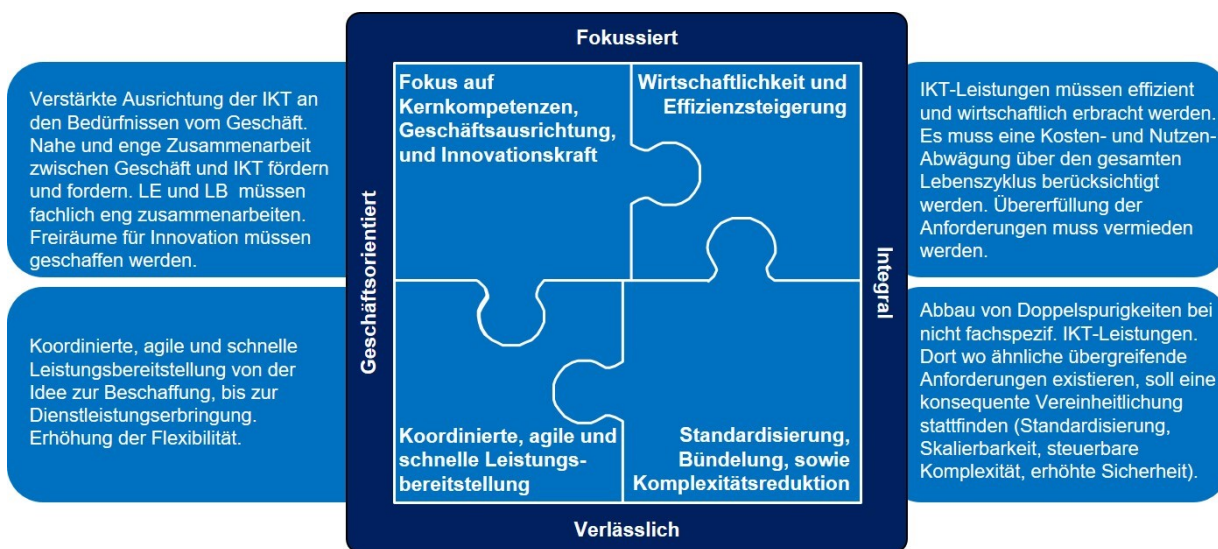 Fokussiert
Verstärkte Ausrichtung der IKT an
den Bedürfnissen vom Geschäft.
Nahe und enge Zusammenarbeit
zwischen Geschäft und IKT fördern
und fordern. LE und LB müssen
fachlich eng zusammenarbeiten.
Freiräume für Innovation müssen
geschaffen werden.
Koordinierte, agile und schnelle
Leistungsbereitstellung von der
Idee zur Beschaffung, bis zur
Dienstleistungserbringung.
Erhöhung der Flexibilität.
Geschäftsorientiert
Fokus auf
Kernkompetenzen,
Geschäftsausrichtung,
und Innovationskraft
Wirtschaftlichkeit und
Effizienzsteigerung
Koordinierte, agile und
schnelle Leistungs-
bereitstellung
Standardisierung,
Bündelung, sowie
Komplexitätsreduktion
Integral
IKT-Leistungen müssen effizient
und wirtschaftlich erbracht werden.
Es muss eine Kosten- und Nutzen-
Abwägung über den gesamten
Lebenszyklus berücksichtigt
werden. Übererfüllung der
Anforderungen muss vermieden
werden.
Abbau von Doppelspurigkeiten bei
nicht fachspezif. IKT-Leistungen.
Dort wo ähnliche übergreifende
Anforderungen existieren, soll eine
konsequente Vereinheitlichung
stattfinden (Standardisierung,
Skalierbarkeit, steuerbare
Komplexität, erhöhte Sicherheit).
Verlässlich